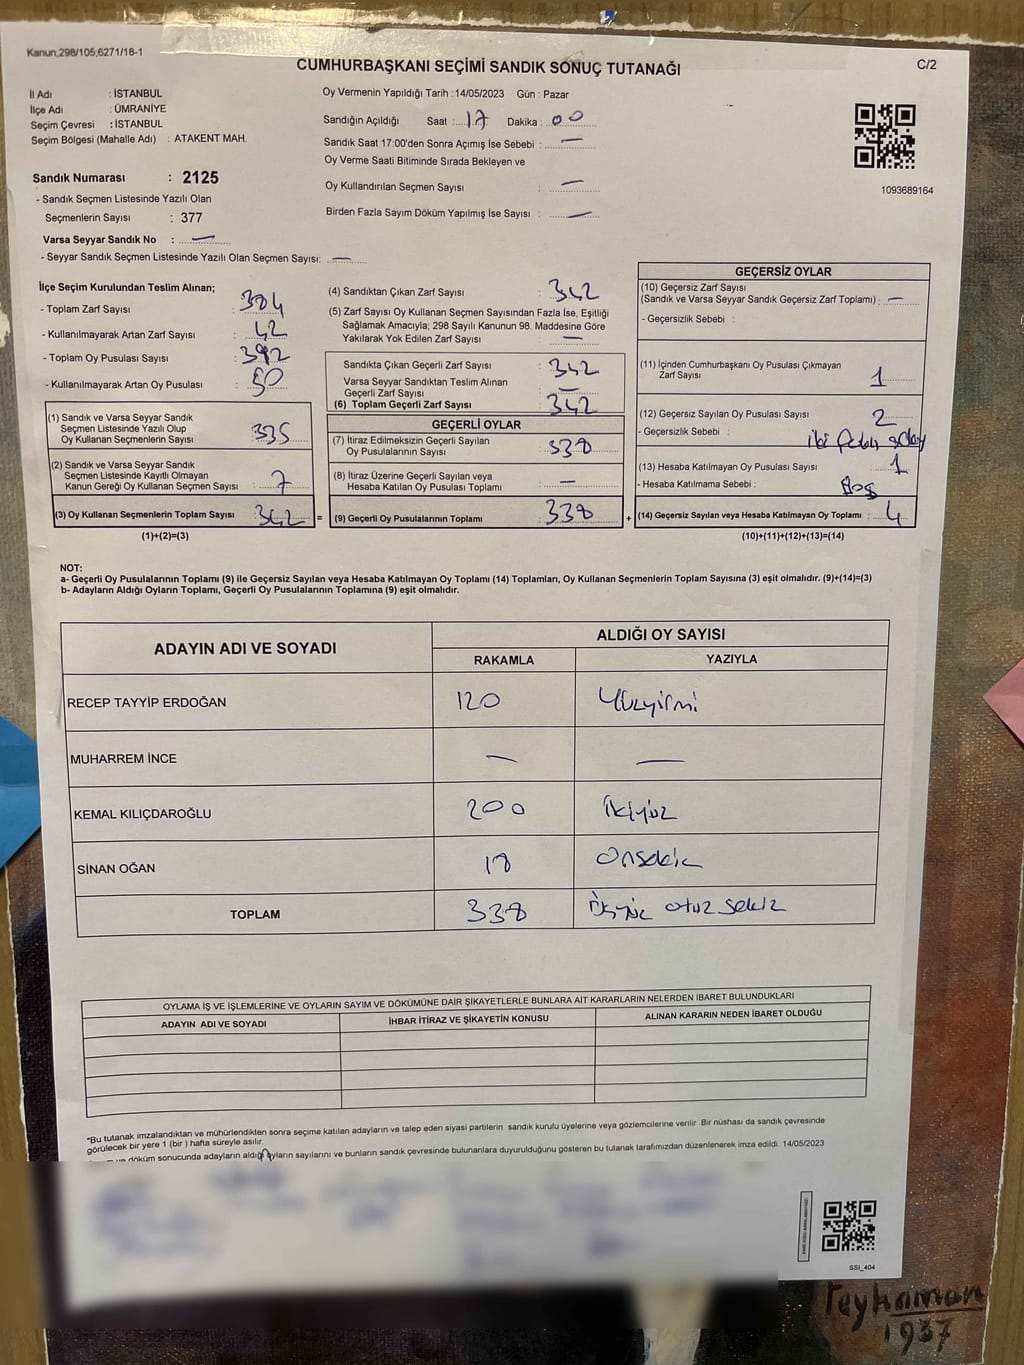 Kanun;298/105;6271/18-1
CUMHURBAŞKANI SEÇİMİ SANDIK SONUÇ TUTANAĞI
C/2
İl Adı : İSTANBUL
İlçe Adı : ÜMRANİYE
Seçim Çevresi : İSTANBUL
Seçim Bölgesi (Mahalle Adı) : ATAKENT MAH.
Sandık Numarası : 2125
- Sandık Seçmen Listesinde Yazılı Olan
Seçmenlerin Sayısı : 377
Varsa Seyyar Sandık No : —
- Seyyar Sandık Seçmen Listesinde Yazılı Olan Seçmen Sayısı: —
Oy Vermenin Yapıldığı Tarih : 14/05/2023 Gün : Pazar
Sandığın Açıldığı Saat : 17 Dakika : 00
Sandık Saat 17:00'den Sonra Açımış İse Sebebi : —
Oy Verme Saati Bitiminde Sırada Bekleyen ve
Oy Kullandırılan Seçmen Sayısı : —
Birden Fazla Sayım Döküm Yapılmış İse Sayısı : —
1093689164
İlçe Seçim Kurulundan Teslim Alınan;
- Toplam Zarf Sayısı : 384
- Kullanılmayarak Artan Zarf Sayısı : 42
- Toplam Oy Pusulası Sayısı : 392
- Kullanılmayarak Artan Oy Pusulası : 50
(1) Sandık ve Varsa Seyyar Sandık
Seçmen Listesinde Yazılı Olup
Oy Kullanan Seçmenlerin Sayısı : 335
(2) Sandık ve Varsa Seyyar Sandık
Seçmen Listesinde Kayıtlı Olmayan
Kanun Gereği Oy Kullanan Seçmen Sayısı : 7
(3) Oy Kullanan Seçmenlerin Toplam Sayısı : 342 =
(1)+(2)=(3)
(4) Sandıktan Çıkan Zarf Sayısı : 342
(5) Zarf Sayısı Oy Kullanan Seçmen Sayısından Fazla İse, Eşitliği
Sağlamak Amacıyla; 298 Sayılı Kanunun 98. Maddesine Göre
Yakılarak Yok Edilen Zarf Sayısı : —
Sandıkta Çıkan Geçerli Zarf Sayısı : 342
Varsa Seyyar Sandıktan Teslim Alınan
Geçerli Zarf Sayısı : —
(6) Toplam Geçerli Zarf Sayısı : 342
GEÇERLİ OYLAR
(7) İtiraz Edilmeksizin Geçerli Sayılan
Oy Pusulalarının Sayısı : 338
(8) İtiraz Üzerine Geçerli Sayılan veya
Hesaba Katılan Oy Pusulası Toplamı : —
(9) Geçerli Oy Pusulalarının Toplamı : 338 +
GEÇERSİZ OYLAR
(10) Geçersiz Zarf Sayısı
(Sandık ve Varsa Seyyar Sandık Geçersiz Zarf Toplamı) : —
- Geçersizlik Sebebi :
(11) İçinden Cumhurbaşkanı Oy Pusulası Çıkmayan
Zarf Sayısı : 1
(12) Geçersiz Sayılan Oy Pusulası Sayısı : 2
- Geçersizlik Sebebi : iki
(13) Hesaba Katılmayan Oy Pusulası Sayısı : 1
- Hesaba Katılmama Sebebi : Boş
(14) Geçersiz Sayılan veya Hesaba Katılmayan Oy Toplamı : 4
(10)+(11)+(12)+(13)=(14)
NOT:
a- Geçerli Oy Pusulalarının Toplamı (9) ile Geçersiz Sayılan veya Hesaba Katılmayan Oy Toplamı (14) Toplamları, Oy Kullanan Seçmenlerin Toplam Sayısına (3) eşit olmalıdır. (9)+(14)=(3)
b- Adayların Aldığı Oyların Toplamı, Geçerli Oy Pusulalarının Toplamına (9) eşit olmalıdır.
ADAYIN ADI VE SOYADI ALDIĞI OY SAYISI
RAKAMLA YAZIYLA
RECEP TAYYİP ERDOĞAN 120 Yüzyirmi
MUHARREM İNCE — —
KEMAL KILIÇDAROĞLU 200 İkiyüz
SİNAN OĞAN 18 Onsekiz
TOPLAM 338 üçyüz otuz sekiz
OYLAMA İŞ VE İŞLEMLERİNE VE OYLARIN SAYIM VE DÖKÜMÜNE DAİR ŞİKAYETLERLE BUNLARA AİT KARARLARIN NELERDEN İBARET BULUNDUKLARI
ADAYIN ADI VE SOYADI İHBAR İTİRAZ VE ŞİKAYETİN KONUSU ALINAN KARARIN NEDEN İBARET OLDUĞU
*Bu tutanak imzalandıktan ve mühürlendikten sonra seçime katılan adayların ve talep eden siyasi partilerin sandık kurulu üyelerine veya gözlemcilerine verilir. Bir nüshası da sandık çevresinde
görülecek bir yere 1 (bir) hafta süreyle asılır.
ve döküm sonucunda adayların aldığı oyların sayılarını ve bunların sandık çevresinde bulunanlara duyurulduğunu gösteren bu tutanak tarafımızdan düzenlenerek imza edildi. 14/05/2023
GSI_404
Teykaman
1937